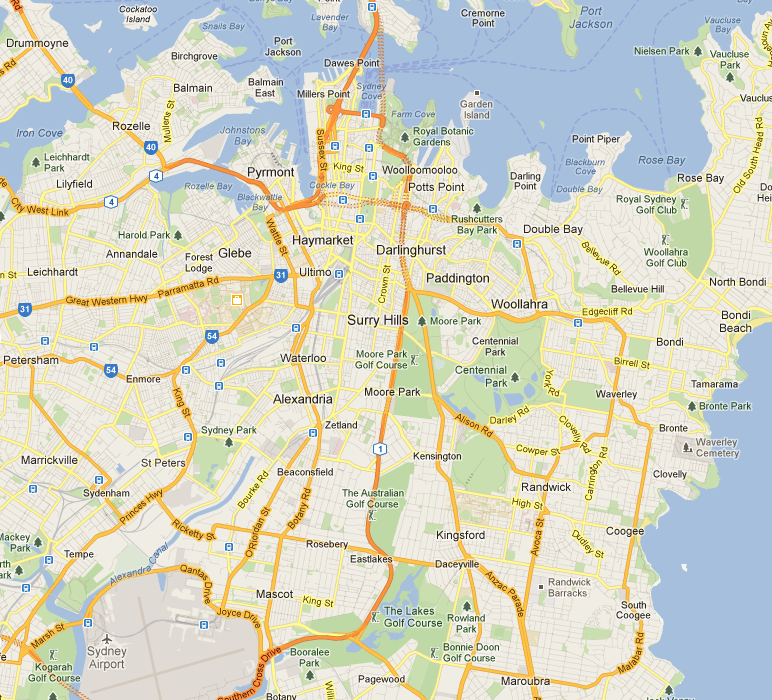 Cockatoo
Island
Snails Bay
Lavender
Bay
Cremorne
Point
Port
Jackson
Vaucluse
Bay
Drummoyne
Birchgrove
Port
Jackson
Nielsen Park
Vaucluse
Park
Dawes Point
40
Balmain
Balmain
East
Millers Point
Sydney
Cove
Garden
Island
Farm Cove
Rozelle
Mullens St
Iron Cove
Johnstons
Bay
Sussex St
Royal Botanic
Gardens
Point Piper
Old South Head Rd
40
Leichhardt
Park
Pyrmont
King St
Woolloomooloo
Blackburn
Cove
Rose Bay
Lilyfield
4
Rozelle Bay
Cockle Bay
Potts Point
Darling
Point
Double Bay
Rose Bay
City West Link
4
Blackwattle
Bay
Royal Sydney
Golf Club
Rushcutters
Bay Park
Double Bay
Harold Park
Wattle St
Haymarket
Darlinghurst
Woollahra
Golf Club
Annandale
Forest
Lodge
Glebe
Bellevue Rd
Leichhardt
Ultimo
Crown St
Paddington
31
Parramatta Rd
Great Western Hwy
Bellevue Hill
North Bondi
31
Woollahra
Edgecliff Rd
Surry Hills
Moore Park
Bondi
Beach
54
Centennial
Park
Bondi
Petersham
Waterloo
Moore Park
Golf Course
Birrell St
54
Enmore
Centennial
Park
York Rd
Tamarama
King St
Alexandria
Moore Park
Waverley
Bronte Park
Zetland
Alison Rd
Darley Rd
Clovelly Rd
Bronte
Sydney Park
Waverley
Cemetery
1
Cowper St
Marrickville
St Peters
Kensington
Carrington Rd
Beaconsfield
Clovelly
Sydenham
Bourke Rd
Botany Rd
The Australian
Golf Course
Randwick
Princes Hwy
O'Riordan St
High St
Ricketty St
Kingsford
Avoca St
Coogee
Mackey
Park
Rosebery
Dudley St
Tempe
Alexandra Canal
Eastlakes
Daceyville
Qantas Drive
Anzac Parade
Randwick
Barracks
Mascot
King St
Joyce Drive
The Lakes
Golf Course
Rowland
Park
South
Coogee
Marsh St
Sydney
Airport
Malabar Rd
Kogarah
Golf Course
Booralee
Park
Bonnie Doon
Golf Course
Southern Cross Drive
Pagewood
Maroubra
Botany